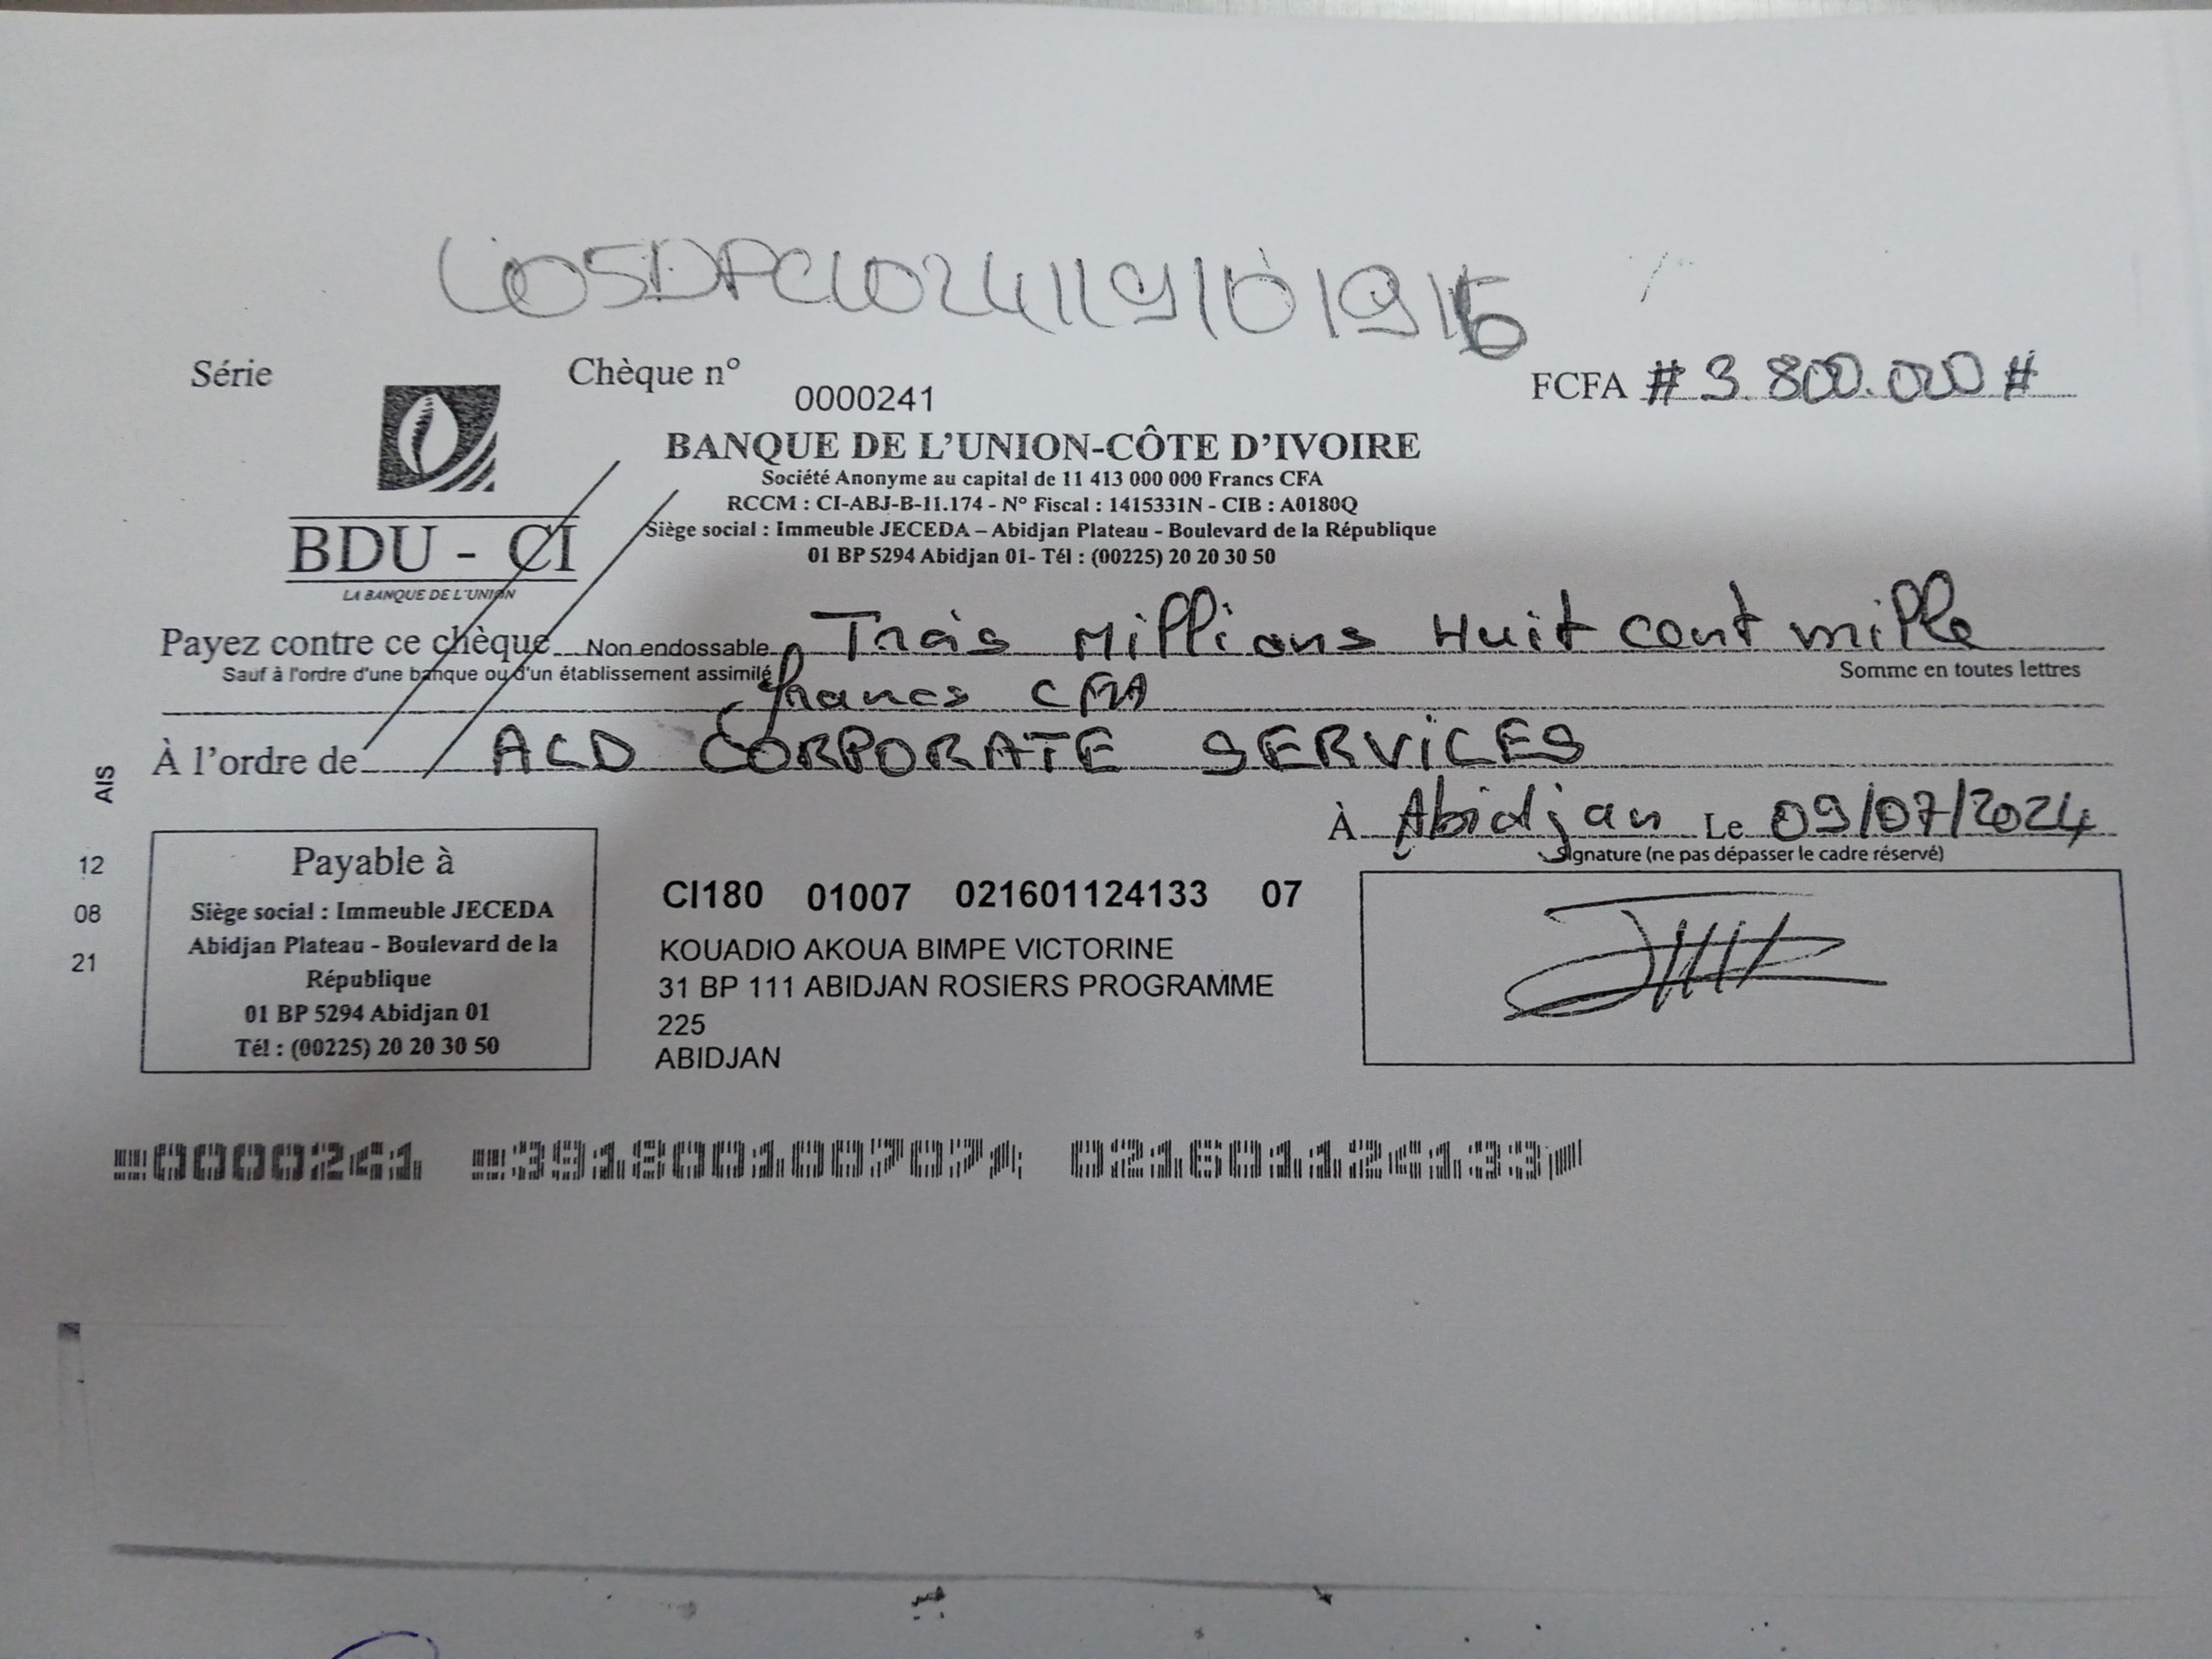 Série
Chèque n°
0000241
FCFA # 3.800.000 #
BANQUE DE L'UNION-CÔTE D'IVOIRE
Société Anonyme au capital de 11 413 000 000 Francs CFA
RCCM : CI-ABJ-B-11.174 - N° Fiscal : 1415331N - CIB : A0180Q
Siège social : Immeuble JECEDA – Abidjan Plateau - Boulevard de la République
01 BP 5294 Abidjan 01- Tél : (00225) 20 20 30 50
BDU - CI
LA BANQUE DE L'UNION
Payez contre ce chèque Non endossable Trois Millions Huit cent mille
Sauf à l'ordre d'une banque ou d'un établissement assimilé
Somme en toutes lettres
francs CFA
À l'ordre de ACD CORPORATE SERVICES
À Abidjan Le 09/07/2024
Signature (ne pas dépasser le cadre réservé)
AIS
12
08
21
Payable à
Siège social : Immeuble JECEDA
Abidjan Plateau - Boulevard de la
République
01 BP 5294 Abidjan 01
Tél : (00225) 20 20 30 50
CI180 01007 021601124133 07
KOUADIO AKOUA BIMPE VICTORINE
31 BP 111 ABIDJAN ROSIERS PROGRAMME
225
ABIDJAN
0000241 391800100707 021601124133